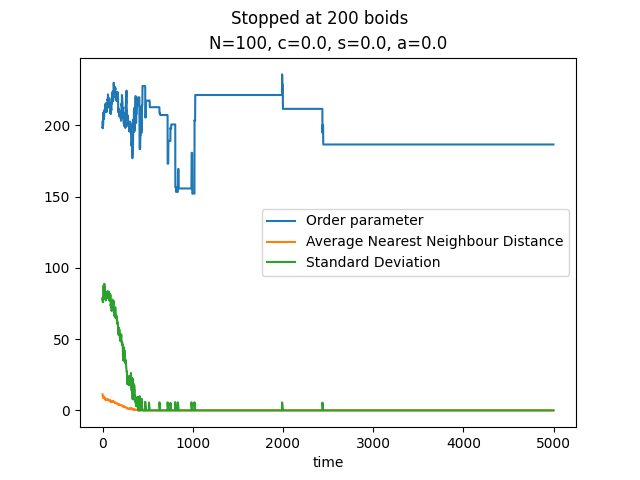 Stopped at 200 boids
N=100, c=0.0, s=0.0, a=0.0
200
150
100
50
0
Order parameter
Average Nearest Neighbour Distance
Standard Deviation
0 1000 2000 3000 4000 5000
time